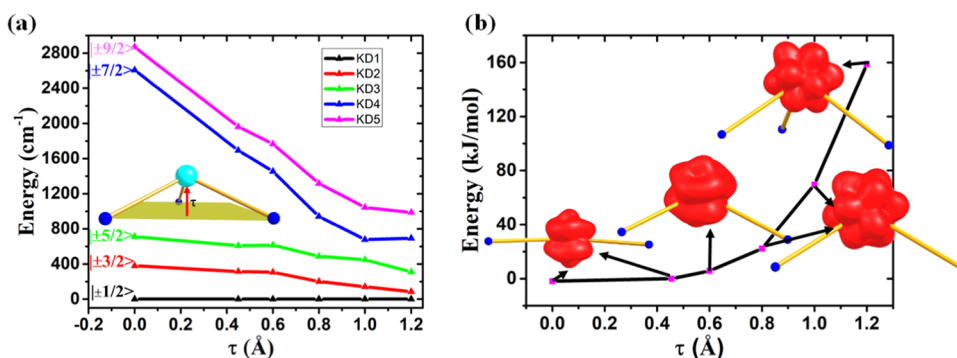 (a)
Energy (cm⁻¹)
2800
2400
2000
1600
1200
800
400
0
|±9/2>
|±7/2>
|±5/2>
|±3/2>
|±1/2>
KD1
KD2
KD3
KD4
KD5
τ
-0.2 0.0 0.2 0.4 0.6 0.8 1.0 1.2
τ (Å)
(b)
Energy (kJ/mol)
160
120
80
40
0
0.0 0.2 0.4 0.6 0.8 1.0 1.2
τ (Å)